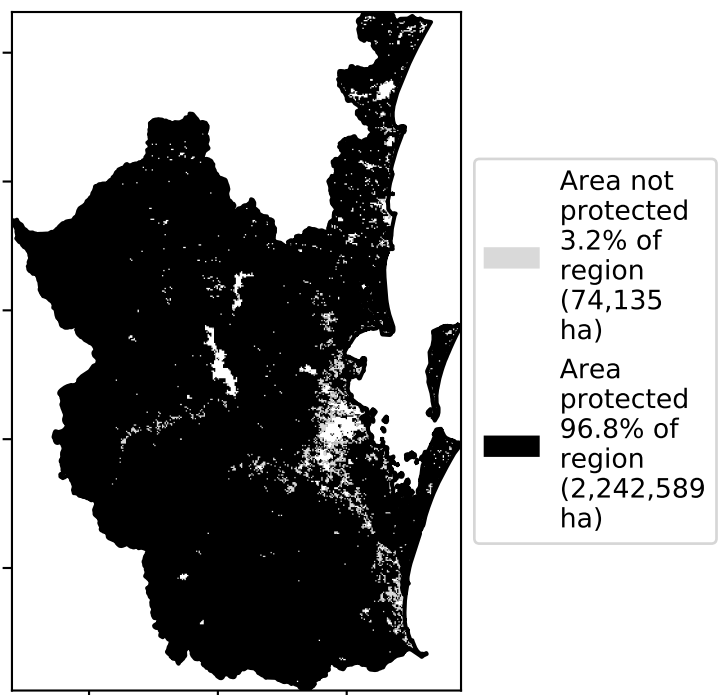 Area not
protected
3.2% of
region
(74,135
ha)
Area
protected
96.8% of
region
(2,242,589
ha)